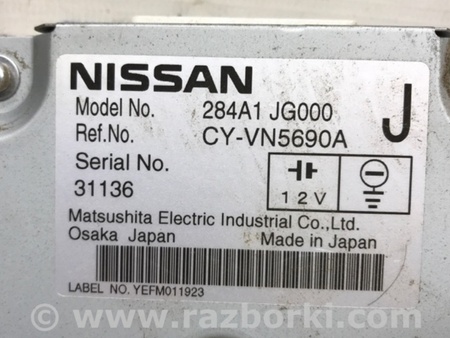 NISSAN
Model No. 284A1 JG000
J
Ref.No. CY-VN5690A
Serial No.
31136
12V
Matsushita Electric Industrial Co.,Ltd.
Osaka Japan Made in Japan
LABEL NO. YEFM011923
www.razborki.com